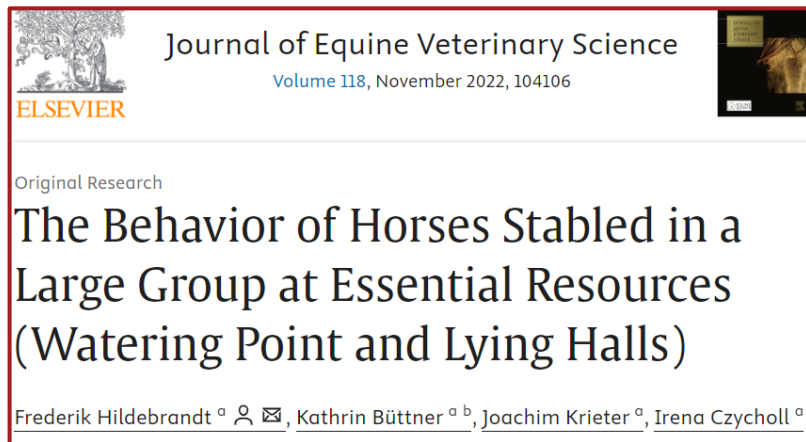 Journal of Equine Veterinary Science
Volume 118, November 2022, 104106
ELSEVIER
Original Research
The Behavior of Horses Stabled in a
Large Group at Essential Resources
(Watering Point and Lying Halls)
Frederik Hildebrandt a, Kathrin Büttner a b, Joachim Krieter a, Irena Czycholl a